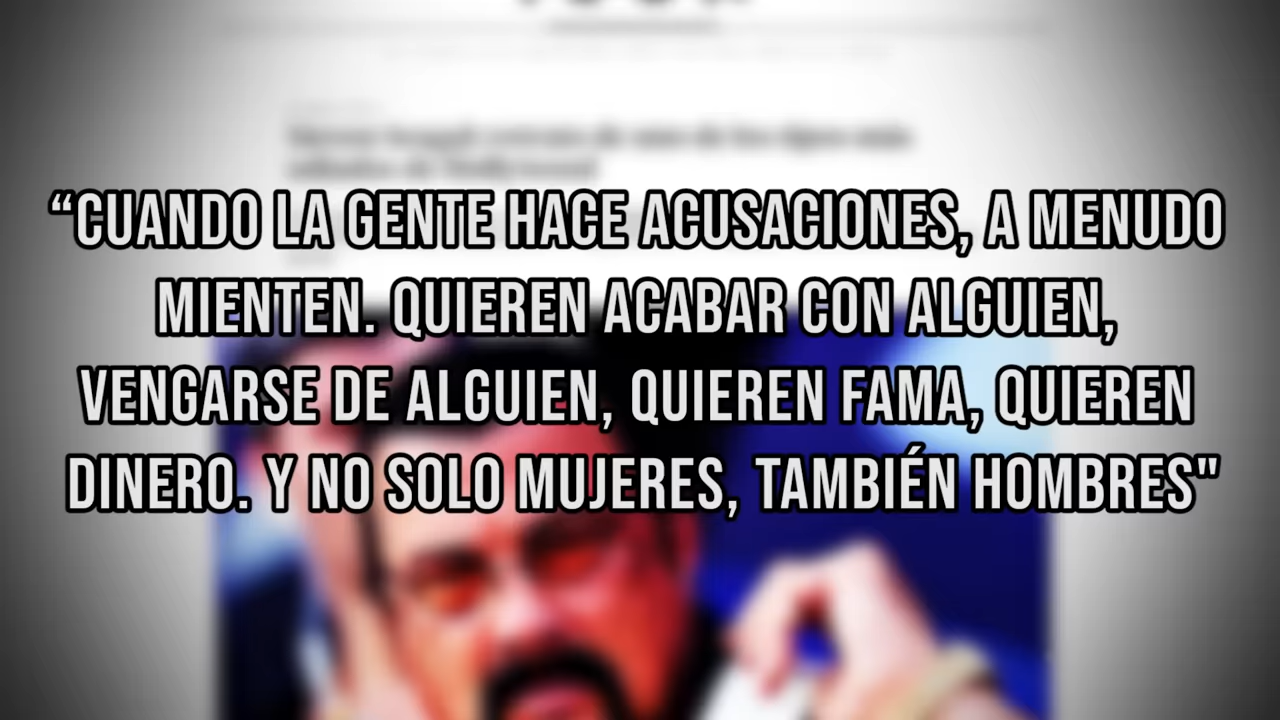 “CUANDO LA GENTE HACE ACUSACIONES, A MENUDO
MIENTEN. QUIEREN ACABAR CON ALGUIEN,
VENGARSE DE ALGUIEN, QUIEREN FAMA, QUIEREN
DINERO. Y NO SOLO MUJERES, TAMBIÉN HOMBRES"